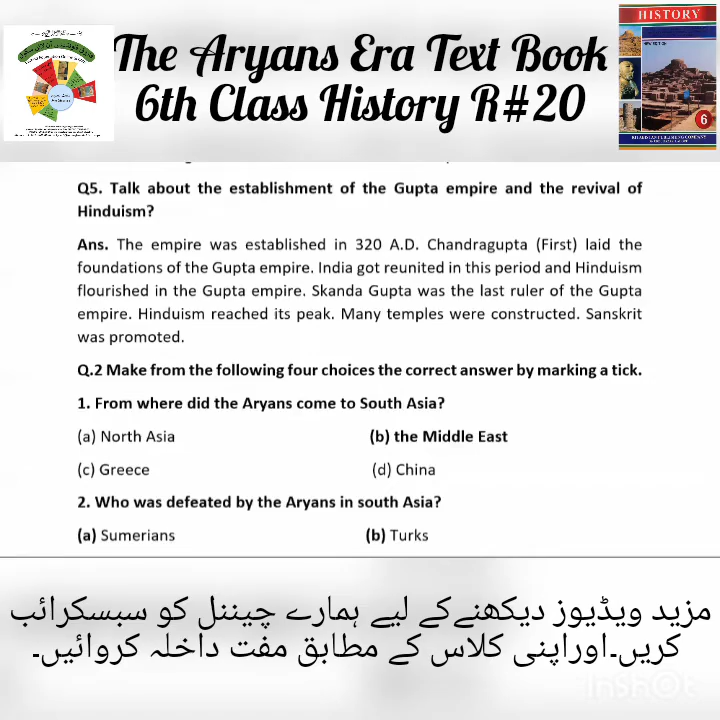 The Aryans Era Text Book
6th Class History R#20
HISTORY
6
Q5. Talk about the establishment of the Gupta empire and the revival of
Hinduism?
Ans. The empire was established in 320 A.D. Chandragupta (First) laid the
foundations of the Gupta empire. India got reunited in this period and Hinduism
flourished in the Gupta empire. Skanda Gupta was the last ruler of the Gupta
empire. Hinduism reached its peak. Many temples were constructed. Sanskrit
was promoted.
Q.2 Make from the following four choices the correct answer by marking a tick.
1. From where did the Aryans come to South Asia?
(a) North Asia (b) the Middle East
(c) Greece (d) China
2. Who was defeated by the Aryans in south Asia?
(a) Sumerians (b) Turks
مزید ویڈیوز دیکھنےکے لیے ہمارے چیننل کو سبسکرائب
کریں۔اوراپنی کلاس کے مطابق مفت داخلہ کروائیں۔
InShot